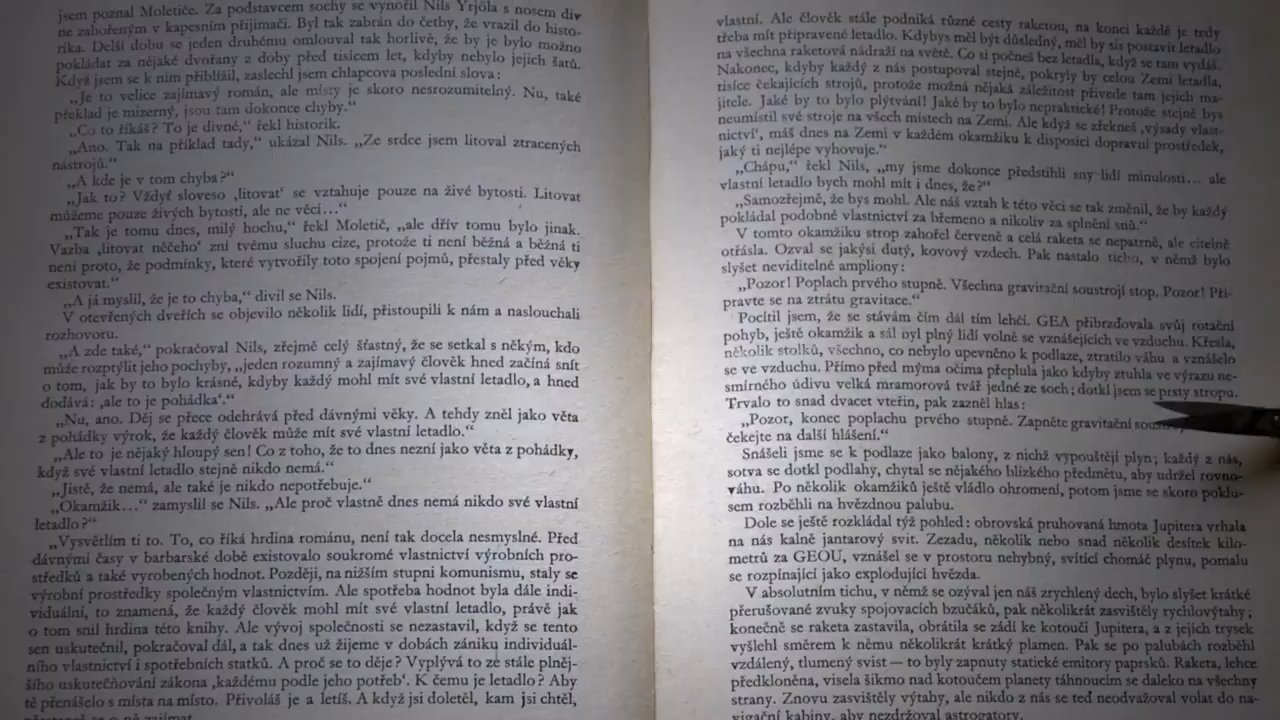 jsem poznal Moletiče. Za podstavcem sochy se vynořil Nils Yrjöla s nosem div
ne zabořeným v kapesním přijimači. Byl tak zabrán do četby, že vrazil do histo-
rika. Delší dobu se jeden druhému omlouval tak horlivě, že by je bylo možno
pokládat za nějaké dvořany z doby před tisícem let, kdyby nebylo jejich šatů.
Když jsem se k nim přiblížil, zaslechl jsem chlapcova poslední slova:
„Je to velice zajímavý román, ale místy je skoro nesrozumitelný. Nu, také
překlad je mizerný, jsou tam dokonce chyby.“
„Co to říkáš? To je divné,“ řekl historik.
„Ano. Tak na příklad tady,“ ukázal Nils. „Ze srdce jsem litoval ztracených
nástrojů.“
„A kde je v tom chyba?“
„Jak to? Vždyť sloveso ‚litovat‘ se vztahuje pouze na živé bytosti. Litovat
můžeme pouze živých bytostí, ale ne věcí...“
„Tak je tomu dnes, milý hochu,“ řekl Moletič, „ale dřív tomu bylo jinak.
Vazba ‚litovat něčeho‘ zní tvému sluchu cize, protože ti není běžná a běžná ti
není proto, že podmínky, které vytvořily toto spojení pojmů, přestaly před věky
existovat.“
„A já myslil, že je to chyba,“ divil se Nils.
V otevřených dveřích se objevilo několik lidí, přistoupili k nám a naslouchali
rozhovoru.
„A zde také,“ pokračoval Nils, zřejmě celý šťastný, že se setkal s někým, kdo
může rozptýlit jeho pochyby, „jeden rozumný a zajímavý člověk hned začíná snít
o tom, jak by to bylo krásné, kdyby každý mohl mít své vlastní letadlo, a hned
dodává: ‚ale to je pohádka‘.“
„Nu, ano. Děj se přece odehrává před dávnými věky. A tehdy zněl jako věta
z pohádky výrok, že každý člověk může mít své vlastní letadlo.“
„Ale to je nějaký hloupý sen! Co z toho, že to dnes nezní jako věta z pohádky,
když své vlastní letadlo stejně nikdo nemá.“
„Jistě, že nemá, ale také je nikdo nepotřebuje.“
„Okamžik...“ zamyslil se Nils. „Ale proč vlastně dnes nemá nikdo své vlastní
letadlo?“
„Vysvětlím ti to. To, co říká hrdina románu, není tak docela nesmyslné. Před
dávnými časy v barbarské době existovalo soukromé vlastnictví výrobních pro-
středků a také vyrobených hodnot. Později, na nižším stupni komunismu, staly se
výrobní prostředky společným vlastnictvím. Ale spotřeba hodnot byla dále indi-
viduální, to znamená, že každý člověk mohl mít své vlastní letadlo, právě jak
o tom snil hrdina této knihy. Ale vývoj společnosti se nezastavil, když se tento
sen uskutečnil, pokračoval dál, a tak dnes už žijeme v dobách zániku individuál-
ního vlastnictví i spotřebních statků. A proč se to děje? Vyplývá to ze stále plněj-
šího uskutečňování zákona ‚každému podle jeho potřeb‘. K čemu je letadlo? Aby
tě přenášelo s místa na místo. Přivoláš je a letíš. A když jsi doletěl, kam jsi chtěl,
vlastní. Ale člověk stále podniká různé cesty raketou, na konci každé je tedy
třeba mít připravené letadlo. Kdybys měl být důsledný, měl by sis postavit letadlo
na všechna raketová nádraží na světě. Co si počneš bez letadla, když se tam vydáš.
Nakonec, kdyby každý z nás postupoval stejně, pokryly by celou Zemi letadla,
tisíce čekajících strojů, protože možná nějaká záležitost přivede tam jejich ma-
jitele. Jaké by to bylo plýtvání! Jaké by to bylo nepraktické! Protože stejně bys
neumístil své stroje na všech místech na Zemi. Ale když se zřekneš ‚výsady vlast-
nictví‘, máš dnes na Zemi v každém okamžiku k disposici dopravní prostředek,
jaký ti nejlépe vyhovuje.“
„Chápu,“ řekl Nils, „my jsme dokonce předstihli sny lidí minulosti... ale
vlastní letadlo bych mohl mít i dnes, že?“
„Samozřejmě, že bys mohl. Ale náš vztah k této věci se tak změnil, že by každý
pokládal podobné vlastnictví za břemeno a nikoliv za splnění snů.“
V tomto okamžiku strop zahořel červeně a celá raketa se nepatrně, ale citelně
otřásla. Ozval se jakýsi dutý, kovový vzdech. Pak nastalo ticho, v němž bylo
slyšet neviditelné ampliony:
„Pozor! Poplach prvého stupně. Všechna gravitační soustrojí stop. Pozor! Při-
pravte se na ztrátu gravitace.“
Pocítil jsem, že se stávám čím dál tím lehčí. GEA přibrzďovala svůj rotační
pohyb, ještě okamžik a sál byl plný lidí volně se vznášejících ve vzduchu. Křesla,
několik stolků, všechno, co nebylo upevněno k podlaze, ztratilo váhu a vznášelo
se ve vzduchu. Přímo před mýma očima přeplula jako kdyby ztuhla ve výrazu ne-
smírného údivu velká mramorová tvář jedné ze soch; dotkl jsem se prsty stropu.
Trvalo to snad dvacet vteřin, pak zazněl hlas:
„Pozor, konec poplachu prvého stupně. Zapněte gravitační
čekejte na další hlášení.“
Snášeli jsme se k podlaze jako balony, z nichž vypouštějí plyn; každý z nás,
sotva se dotkl podlahy, chytal se nějakého blízkého předmětu, aby udržel rovno-
váhu. Po několik okamžiků ještě vládlo ohromení, potom jsme se skoro poklu-
sem rozběhli na hvězdnou palubu.
Dole se ještě rozkládal týž pohled: obrovská pruhovaná hmota Jupitera vrhala
na nás kalně jantarový svit. Zezadu, několik nebo snad několik desítek kilo-
metrů za GEOU, vznášel se v prostoru nehybný, svítící chomáč plynu, pomalu
se rozpínající jako explodující hvězda.
V absolutním tichu, v němž se ozýval jen náš zrychlený dech, bylo slyšet krátké
přerušované zvuky spojovacích bzučáků, pak několikrát zasvištěly rychlovýtahy;
konečně se raketa zastavila, obrátila se zádí ke kotouči Jupitera, a z jejích trysek
vyšlehl směrem k němu několikrát krátký plamen. Pak se po palubách rozběhl
vzdálený, tlumený svist — to byly zapnuty statické emitory paprsků. Raketa, lehce
předkloněna, visela šikmo nad kotoučem planety táhnoucím se daleko na všechny
strany. Znovu zasvištěly výtahy, ale nikdo z nás se teď neodvažoval volat do na-
vigační kabiny, aby nezdržoval astrogátory.